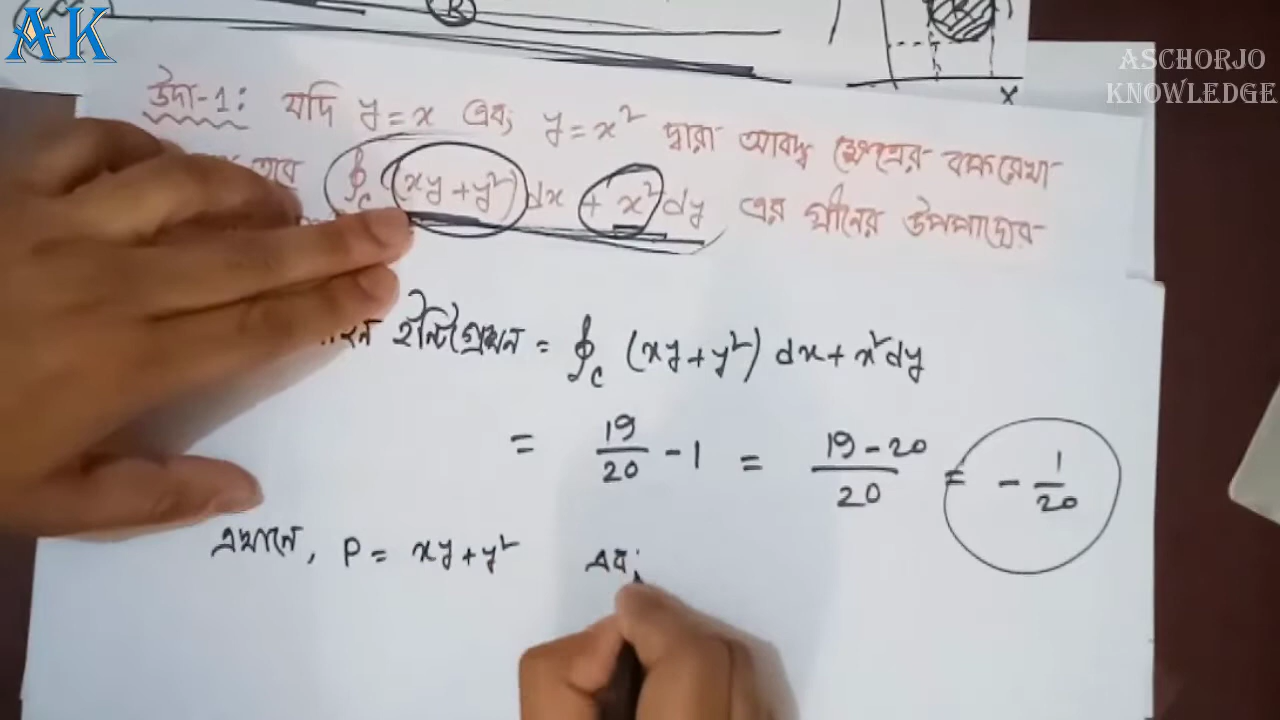 AK
ASCHORJO
KNOWLEDGE
R
X
উদা-1: যদি y = x এবং y = x² দ্বারা আবদ্ধ ক্ষেত্রের বক্ররেখা
তবে ∮c (xy + y²) dx + x² dy এর গ্রীনের উপপাদ্যের
ইন্টিগ্রেশন = ∮c (xy + y²) dx + x² dy
= 19/20 - 1 = 19 - 20/20 = - 1/20
এখানে, P = xy + y² এবং